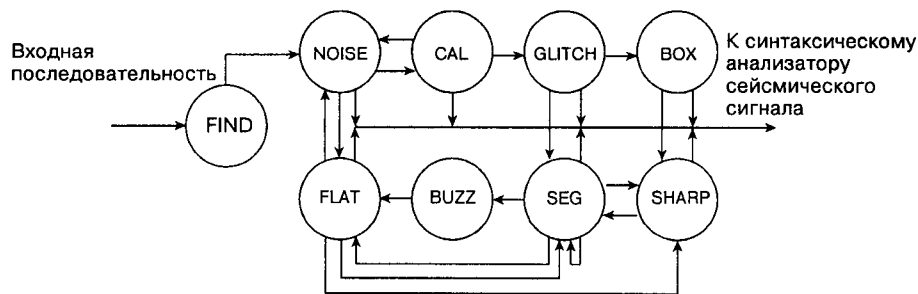 Входная
последовательность
FIND
NOISE
CAL
GLITCH
BOX
К синтаксическому
анализатору
сейсмического
сигнала
FLAT
BUZZ
SEG
SHARP